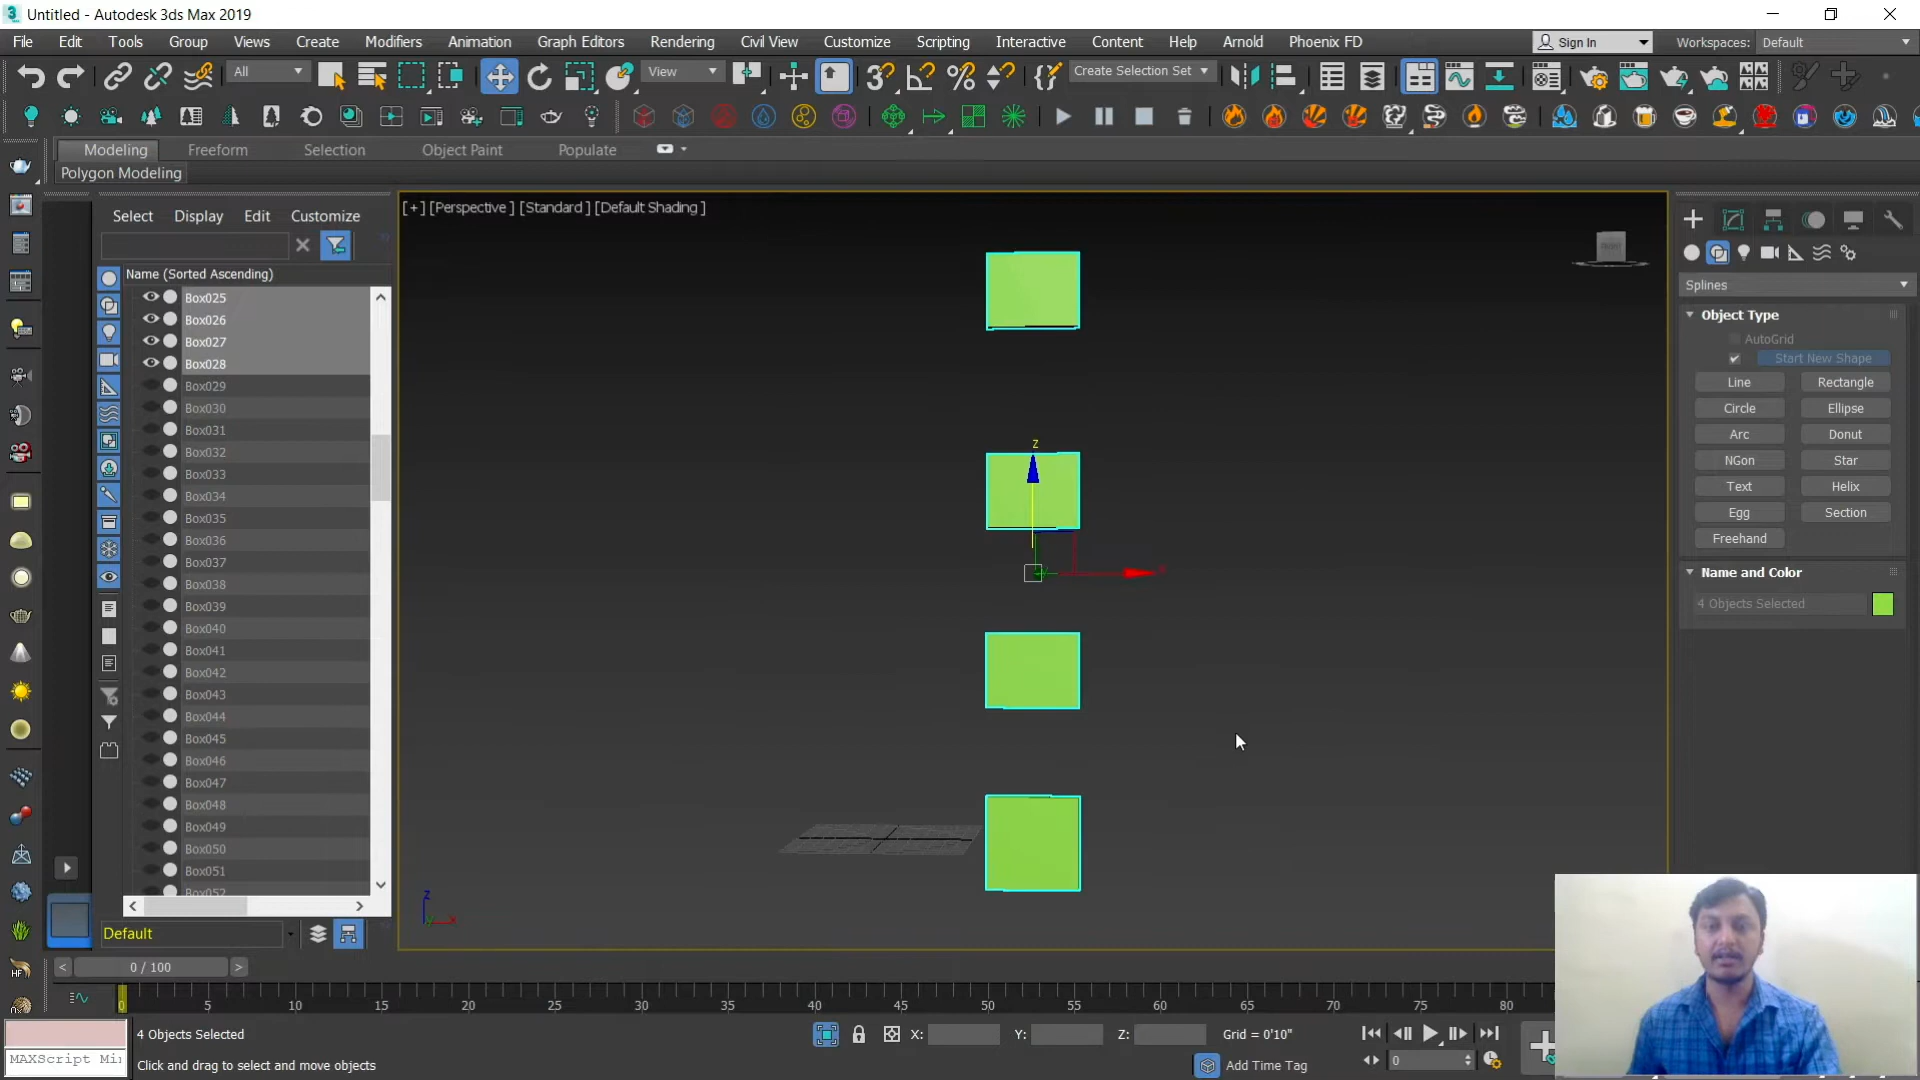 Untitled - Autodesk 3ds Max 2019
File Edit Tools Group Views Create Modifiers Animation Graph Editors Rendering Civil View Customize Scripting Interactive Content Help Arnold Phoenix FD Sign In Workspaces: Default
All View Create Selection Set
Modeling Freeform Selection Object Paint Populate
Polygon Modeling
Select Display Edit Customize
[+] [Perspective ] [Standard ] [Default Shading ]
Name (Sorted Ascending)
Box025
Box026
Box027
Box028
Box029
Box030
Box031
Box032
Box033
Box034
Box035
Box036
Box037
Box038
Box039
Box040
Box041
Box042
Box043
Box044
Box045
Box046
Box047
Box048
Box049
Box050
Box051
Box052
Default
z
z
x
Splines
Object Type
AutoGrid
Start New Shape
Line Rectangle
Circle Ellipse
Arc Donut
NGon Star
Text Helix
Egg Section
Freehand
Name and Color
4 Objects Selected
< 0 / 100 >
0 5 10 15 20 25 30 35 40 45 50 55 60 65 70 75 80
4 Objects Selected X: Y: Z: Grid = 0'10"
MAXScript Mi
Click and drag to select and move objects Add Time Tag 0